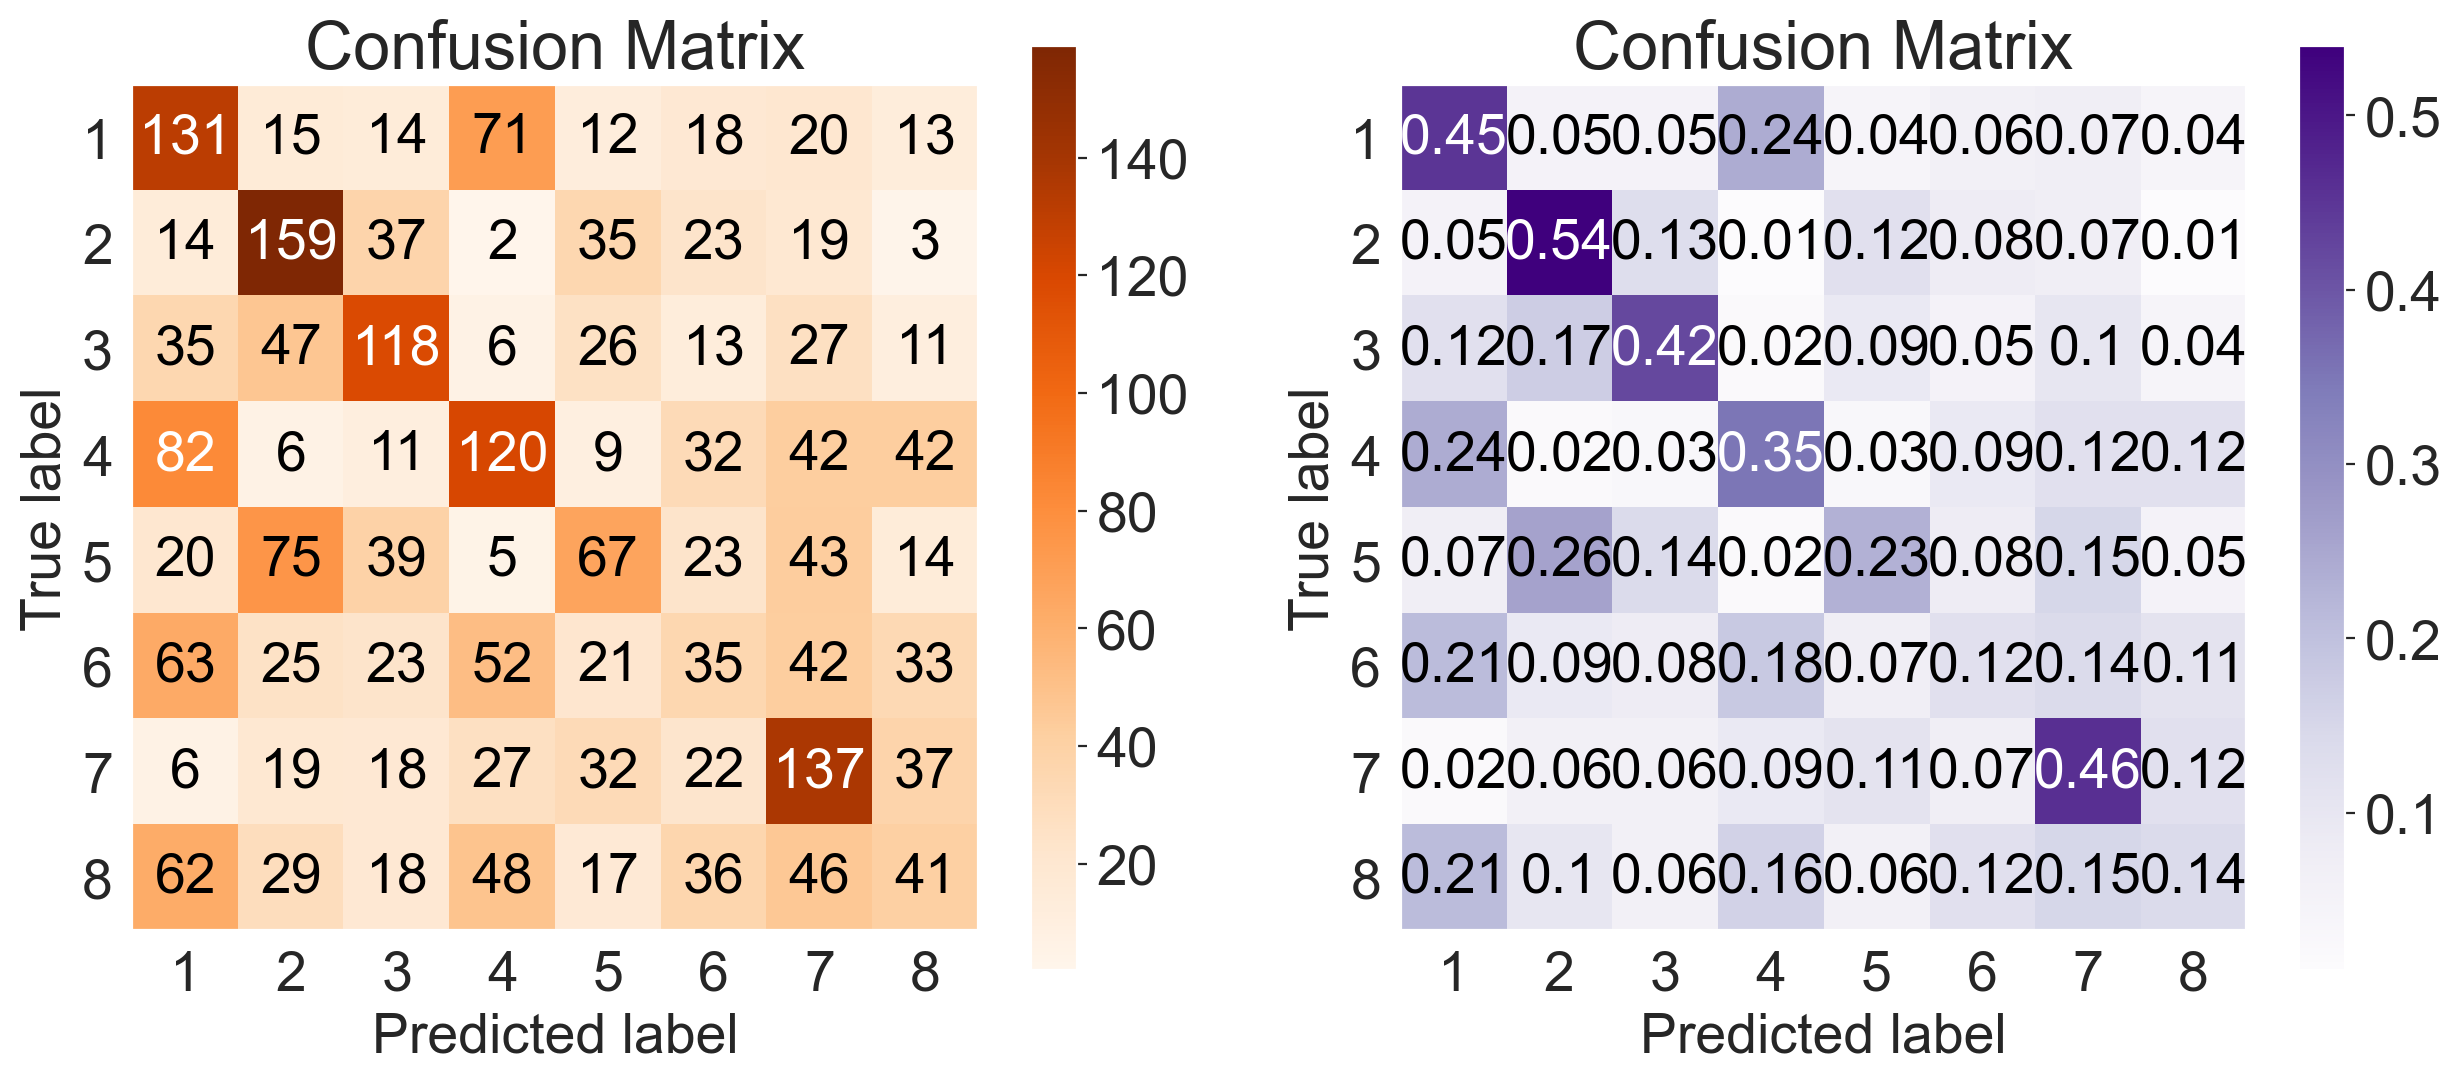 Confusion Matrix
1 131 15 14 71 12 18 20 13
2 14 159 37 2 35 23 19 3
3 35 47 118 6 26 13 27 11
4 82 6 11 120 9 32 42 42
5 20 75 39 5 67 23 43 14
6 63 25 23 52 21 35 42 33
7 6 19 18 27 32 22 137 37
8 62 29 18 48 17 36 46 41
1 2 3 4 5 6 7 8
Predicted label
True label
140
120
100
80
60
40
20
Confusion Matrix
1 0.45 0.05 0.05 0.24 0.04 0.06 0.07 0.04
2 0.05 0.54 0.13 0.01 0.12 0.08 0.07 0.01
3 0.12 0.17 0.42 0.02 0.09 0.05 0.1 0.04
4 0.24 0.02 0.03 0.35 0.03 0.09 0.12 0.12
5 0.07 0.26 0.14 0.02 0.23 0.08 0.15 0.05
6 0.21 0.09 0.08 0.18 0.07 0.12 0.14 0.11
7 0.02 0.06 0.06 0.09 0.11 0.07 0.46 0.12
8 0.21 0.1 0.06 0.16 0.06 0.12 0.15 0.14
1 2 3 4 5 6 7 8
Predicted label
True label
0.5
0.4
0.3
0.2
0.1